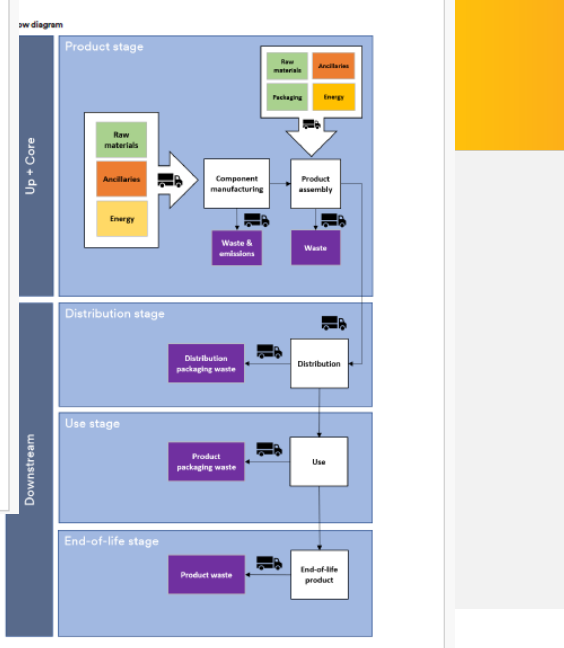 ow diagram
Product stage
Raw
materials
Ancillaries
Packaging
Energy
Up + Core
Raw
materials
Ancillaries
Energy
Component
manufacturing
Product
assembly
Waste &
emissions
Waste
Distribution stage
Distribution
packaging waste
Distribution
Downstream
Use stage
Product
packaging waste
Use
End-of-life stage
Product waste
End-of-life
product